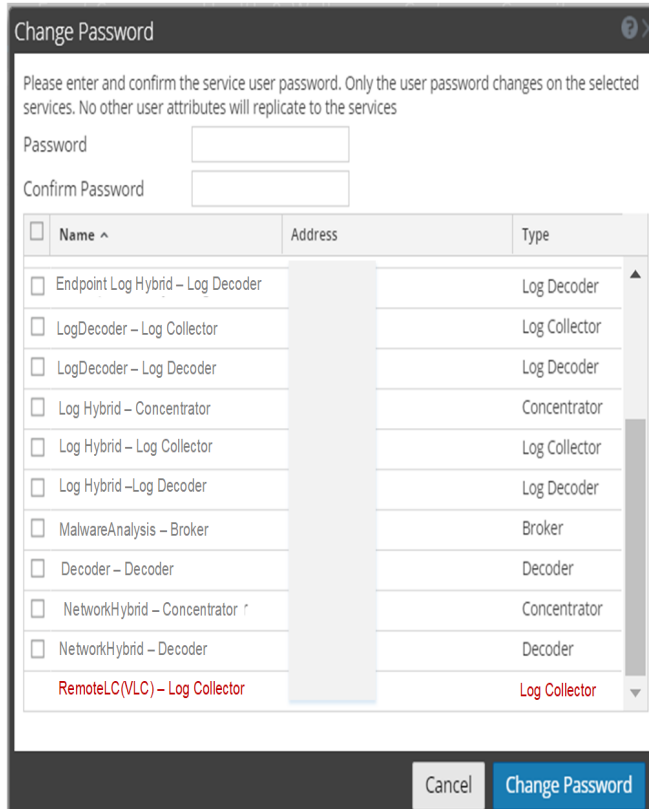 Change Password
Please enter and confirm the service user password. Only the user password changes on the selected
services. No other user attributes will replicate to the services
Password
Confirm Password
Name Address Type
Endpoint Log Hybrid – Log Decoder Log Decoder
LogDecoder – Log Collector Log Collector
LogDecoder – Log Decoder Log Decoder
Log Hybrid – Concentrator Concentrator
Log Hybrid – Log Collector Log Collector
Log Hybrid –Log Decoder Log Decoder
MalwareAnalysis – Broker Broker
Decoder – Decoder Decoder
NetworkHybrid – Concentrator Concentrator
NetworkHybrid – Decoder Decoder
RemoteLC(VLC) – Log Collector Log Collector
Cancel Change Password